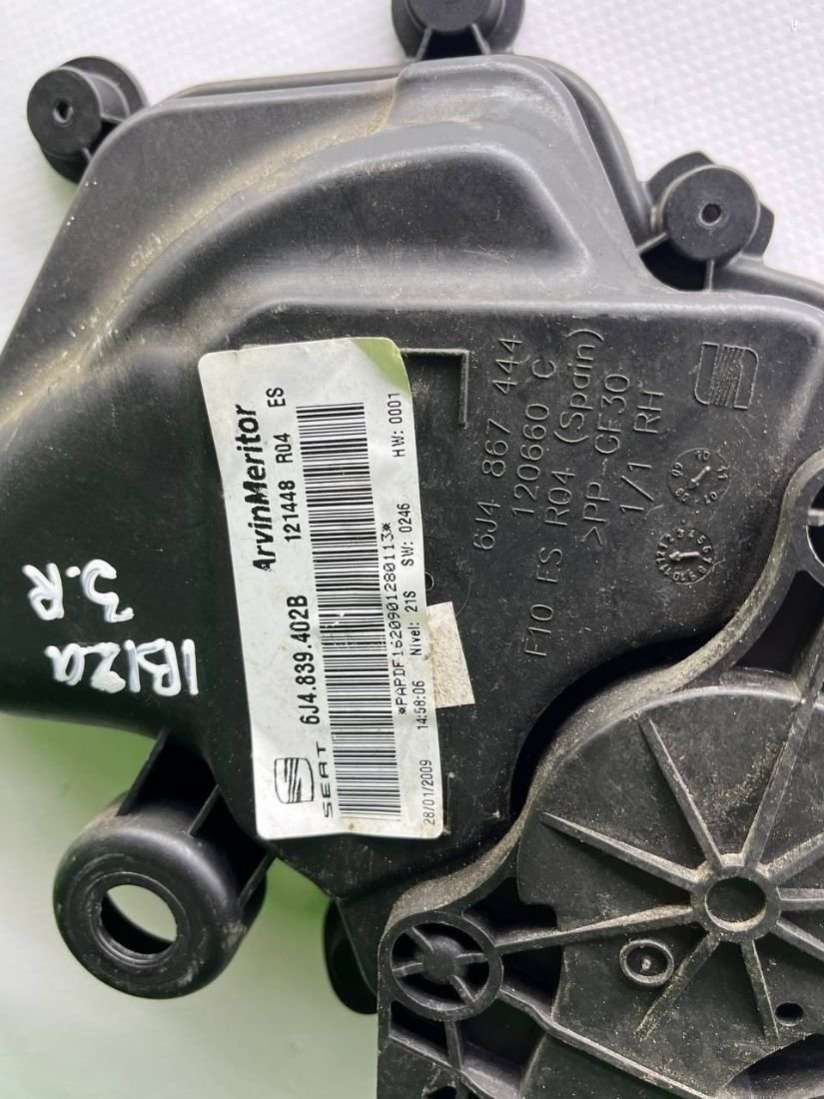 ArvinMeritor
121448 R04 ES
6J4.839.402B
SEAT
*PAPDF1620901280113*
28/01/2009 14:58:06 Nivel: 21S SW: 0246 HW: 0001
6J4 867 444
120660 C
F10 ES R04 (Spain)
>PP-GF30
1/1 RH
IBIZA
3.R